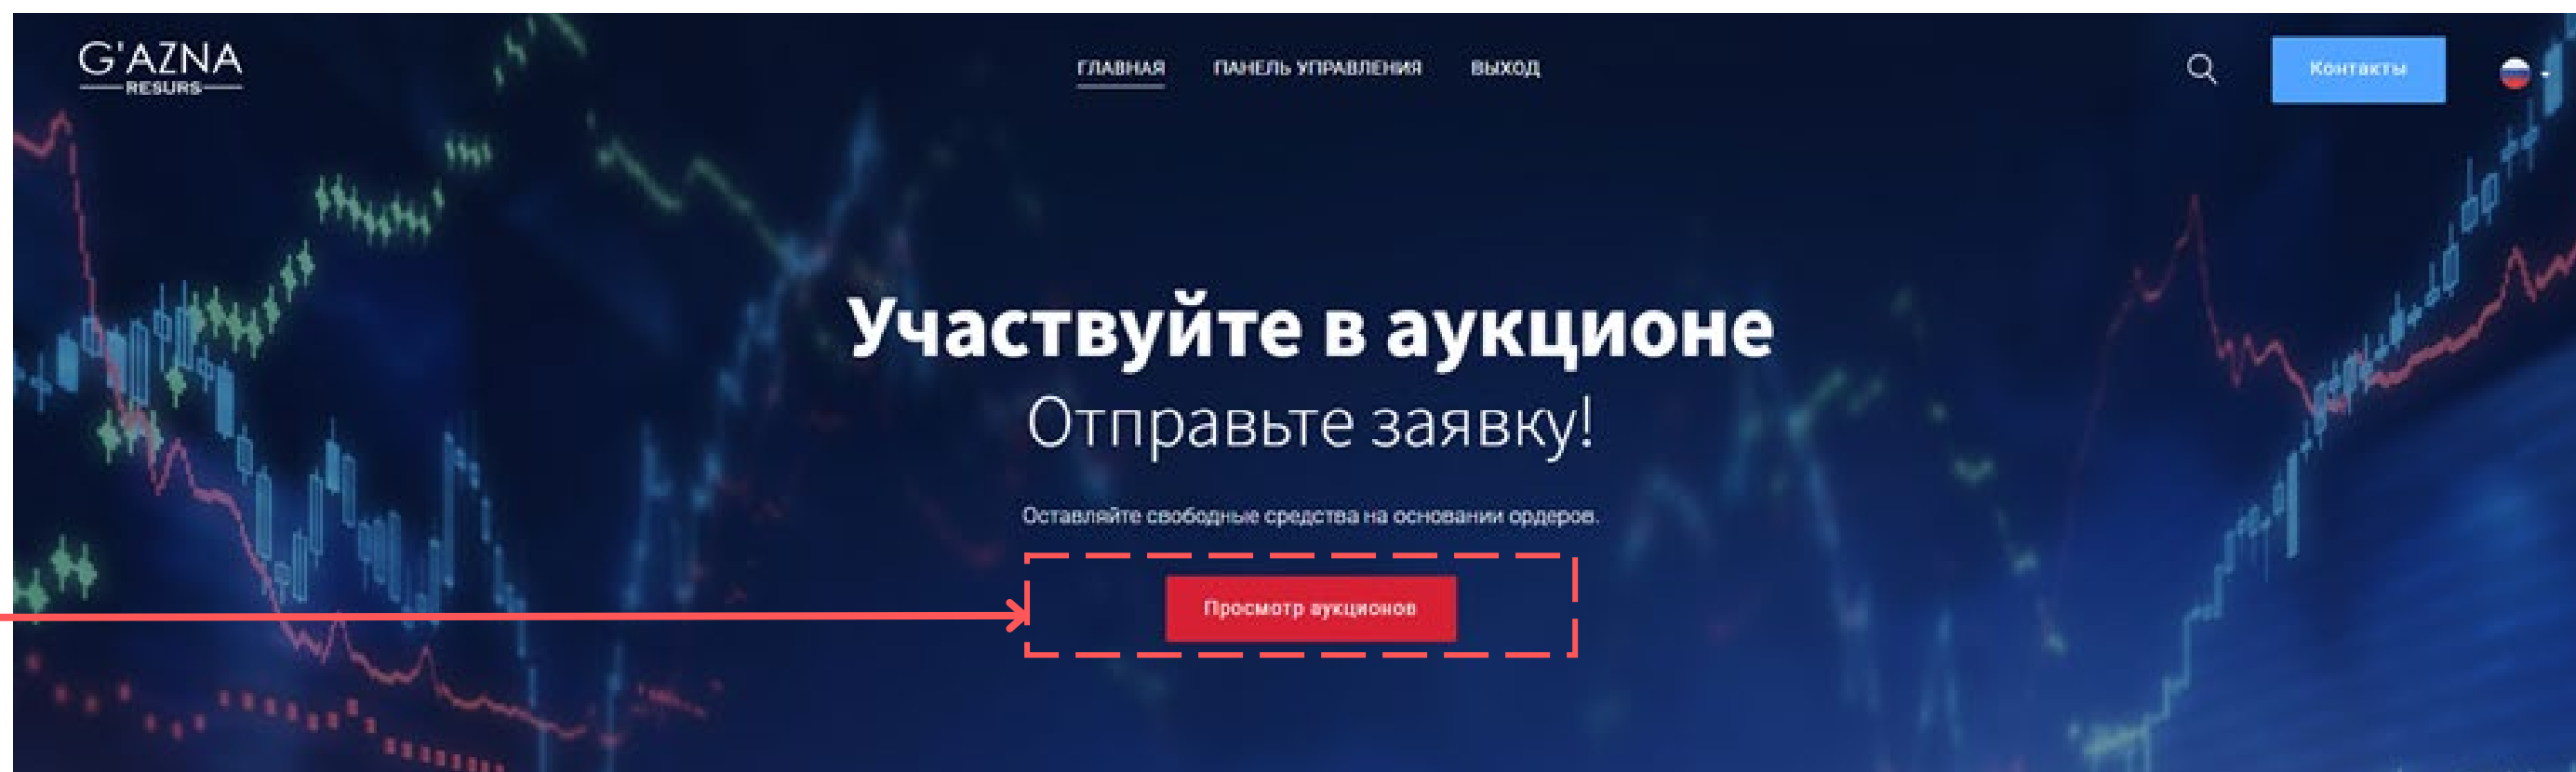 G'AZNA
RESURS
ГЛАВНАЯ ПАНЕЛЬ УПРАВЛЕНИЯ ВЫХОД
Контакты
Участвуйте в аукционе
Отправьте заявку!
Оставляйте свободные средства на основании ордеров.
Просмотр аукционов